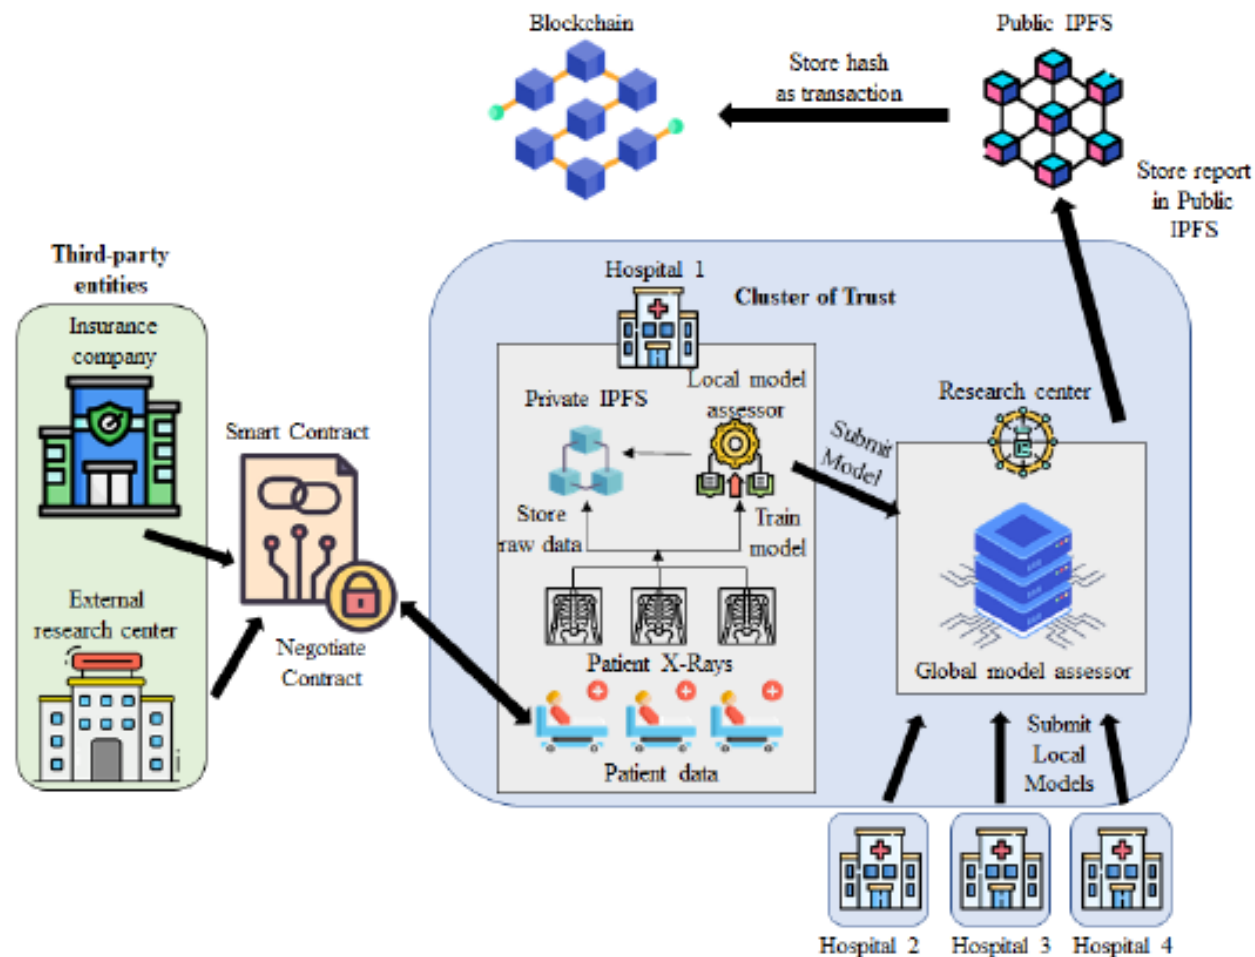 Blockchain
Public IPFS
Store hash
as transaction
Store report
in Public
IPFS
Third-party
entities
Insurance
company
External
research center
Smart Contract
Negotiate
Contract
Hospital 1
Cluster of Trust
Private IPFS
Local model
assessor
Store
raw data
Train
model
Patient X-Rays
Patient data
Submit
Model
Research center
Global model assessor
Submit
Local
Models
Hospital 2
Hospital 3
Hospital 4